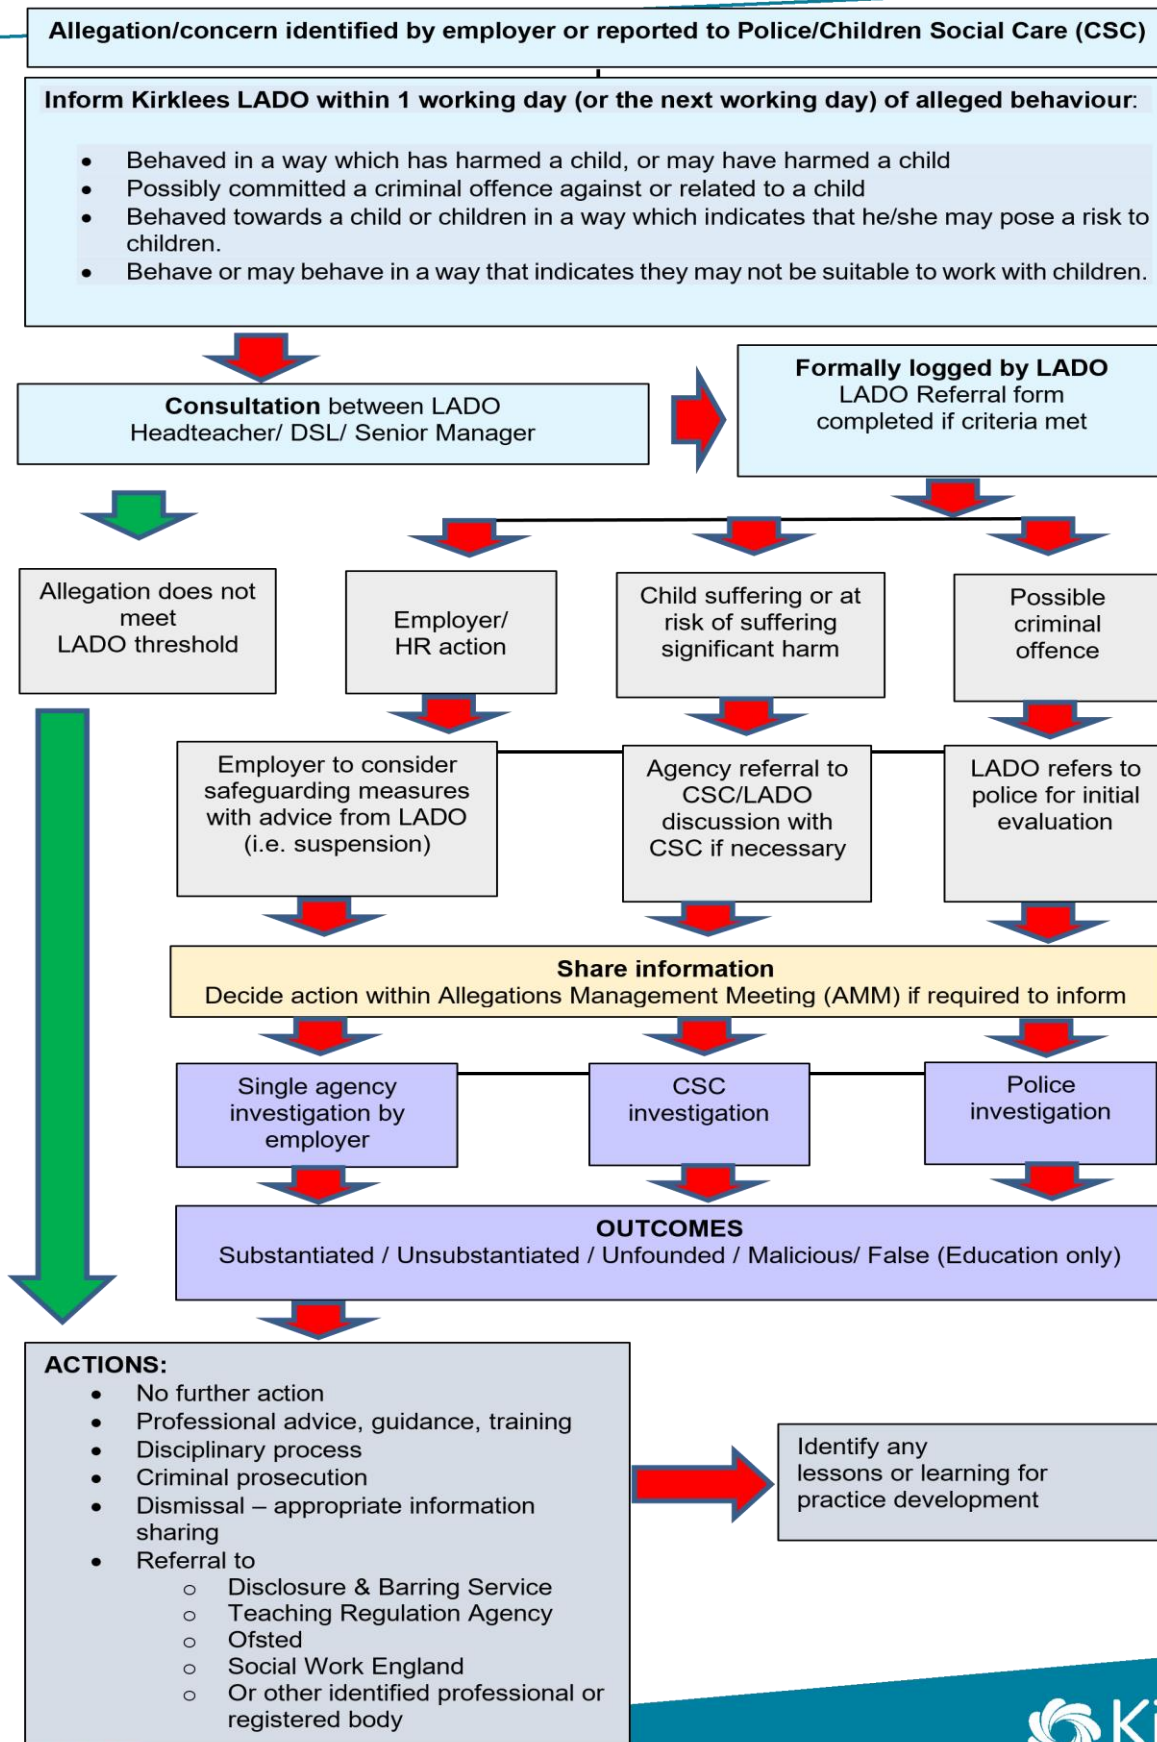 Allegation/concern identified by employer or reported to Police/Children Social Care (CSC)
Inform Kirklees LADO within 1 working day (or the next working day) of alleged behaviour:
• Behaved in a way which has harmed a child, or may have harmed a child
• Possibly committed a criminal offence against or related to a child
• Behaved towards a child or children in a way which indicates that he/she may pose a risk to
children.
• Behave or may behave in a way that indicates they may not be suitable to work with children.
Consultation between LADO
Headteacher/ DSL/ Senior Manager
Formally logged by LADO
LADO Referral form
completed if criteria met
Allegation does not
meet
LADO threshold
Employer/
HR action
Child suffering or at
risk of suffering
significant harm
Possible
criminal
offence
Employer to consider
safeguarding measures
with advice from LADO
(i.e. suspension)
Agency referral to
CSC/LADO
discussion with
CSC if necessary
LADO refers to
police for initial
evaluation
Share information
Decide action within Allegations Management Meeting (AMM) if required to inform
Single agency
investigation by
employer
CSC
investigation
Police
investigation
OUTCOMES
Substantiated / Unsubstantiated / Unfounded / Malicious/ False (Education only)
ACTIONS:
• No further action
• Professional advice, guidance, training
• Disciplinary process
• Criminal prosecution
• Dismissal – appropriate information
sharing
• Referral to
o Disclosure & Barring Service
o Teaching Regulation Agency
o Ofsted
o Social Work England
o Or other identified professional or
registered body
Identify any
lessons or learning for
practice development
Ki